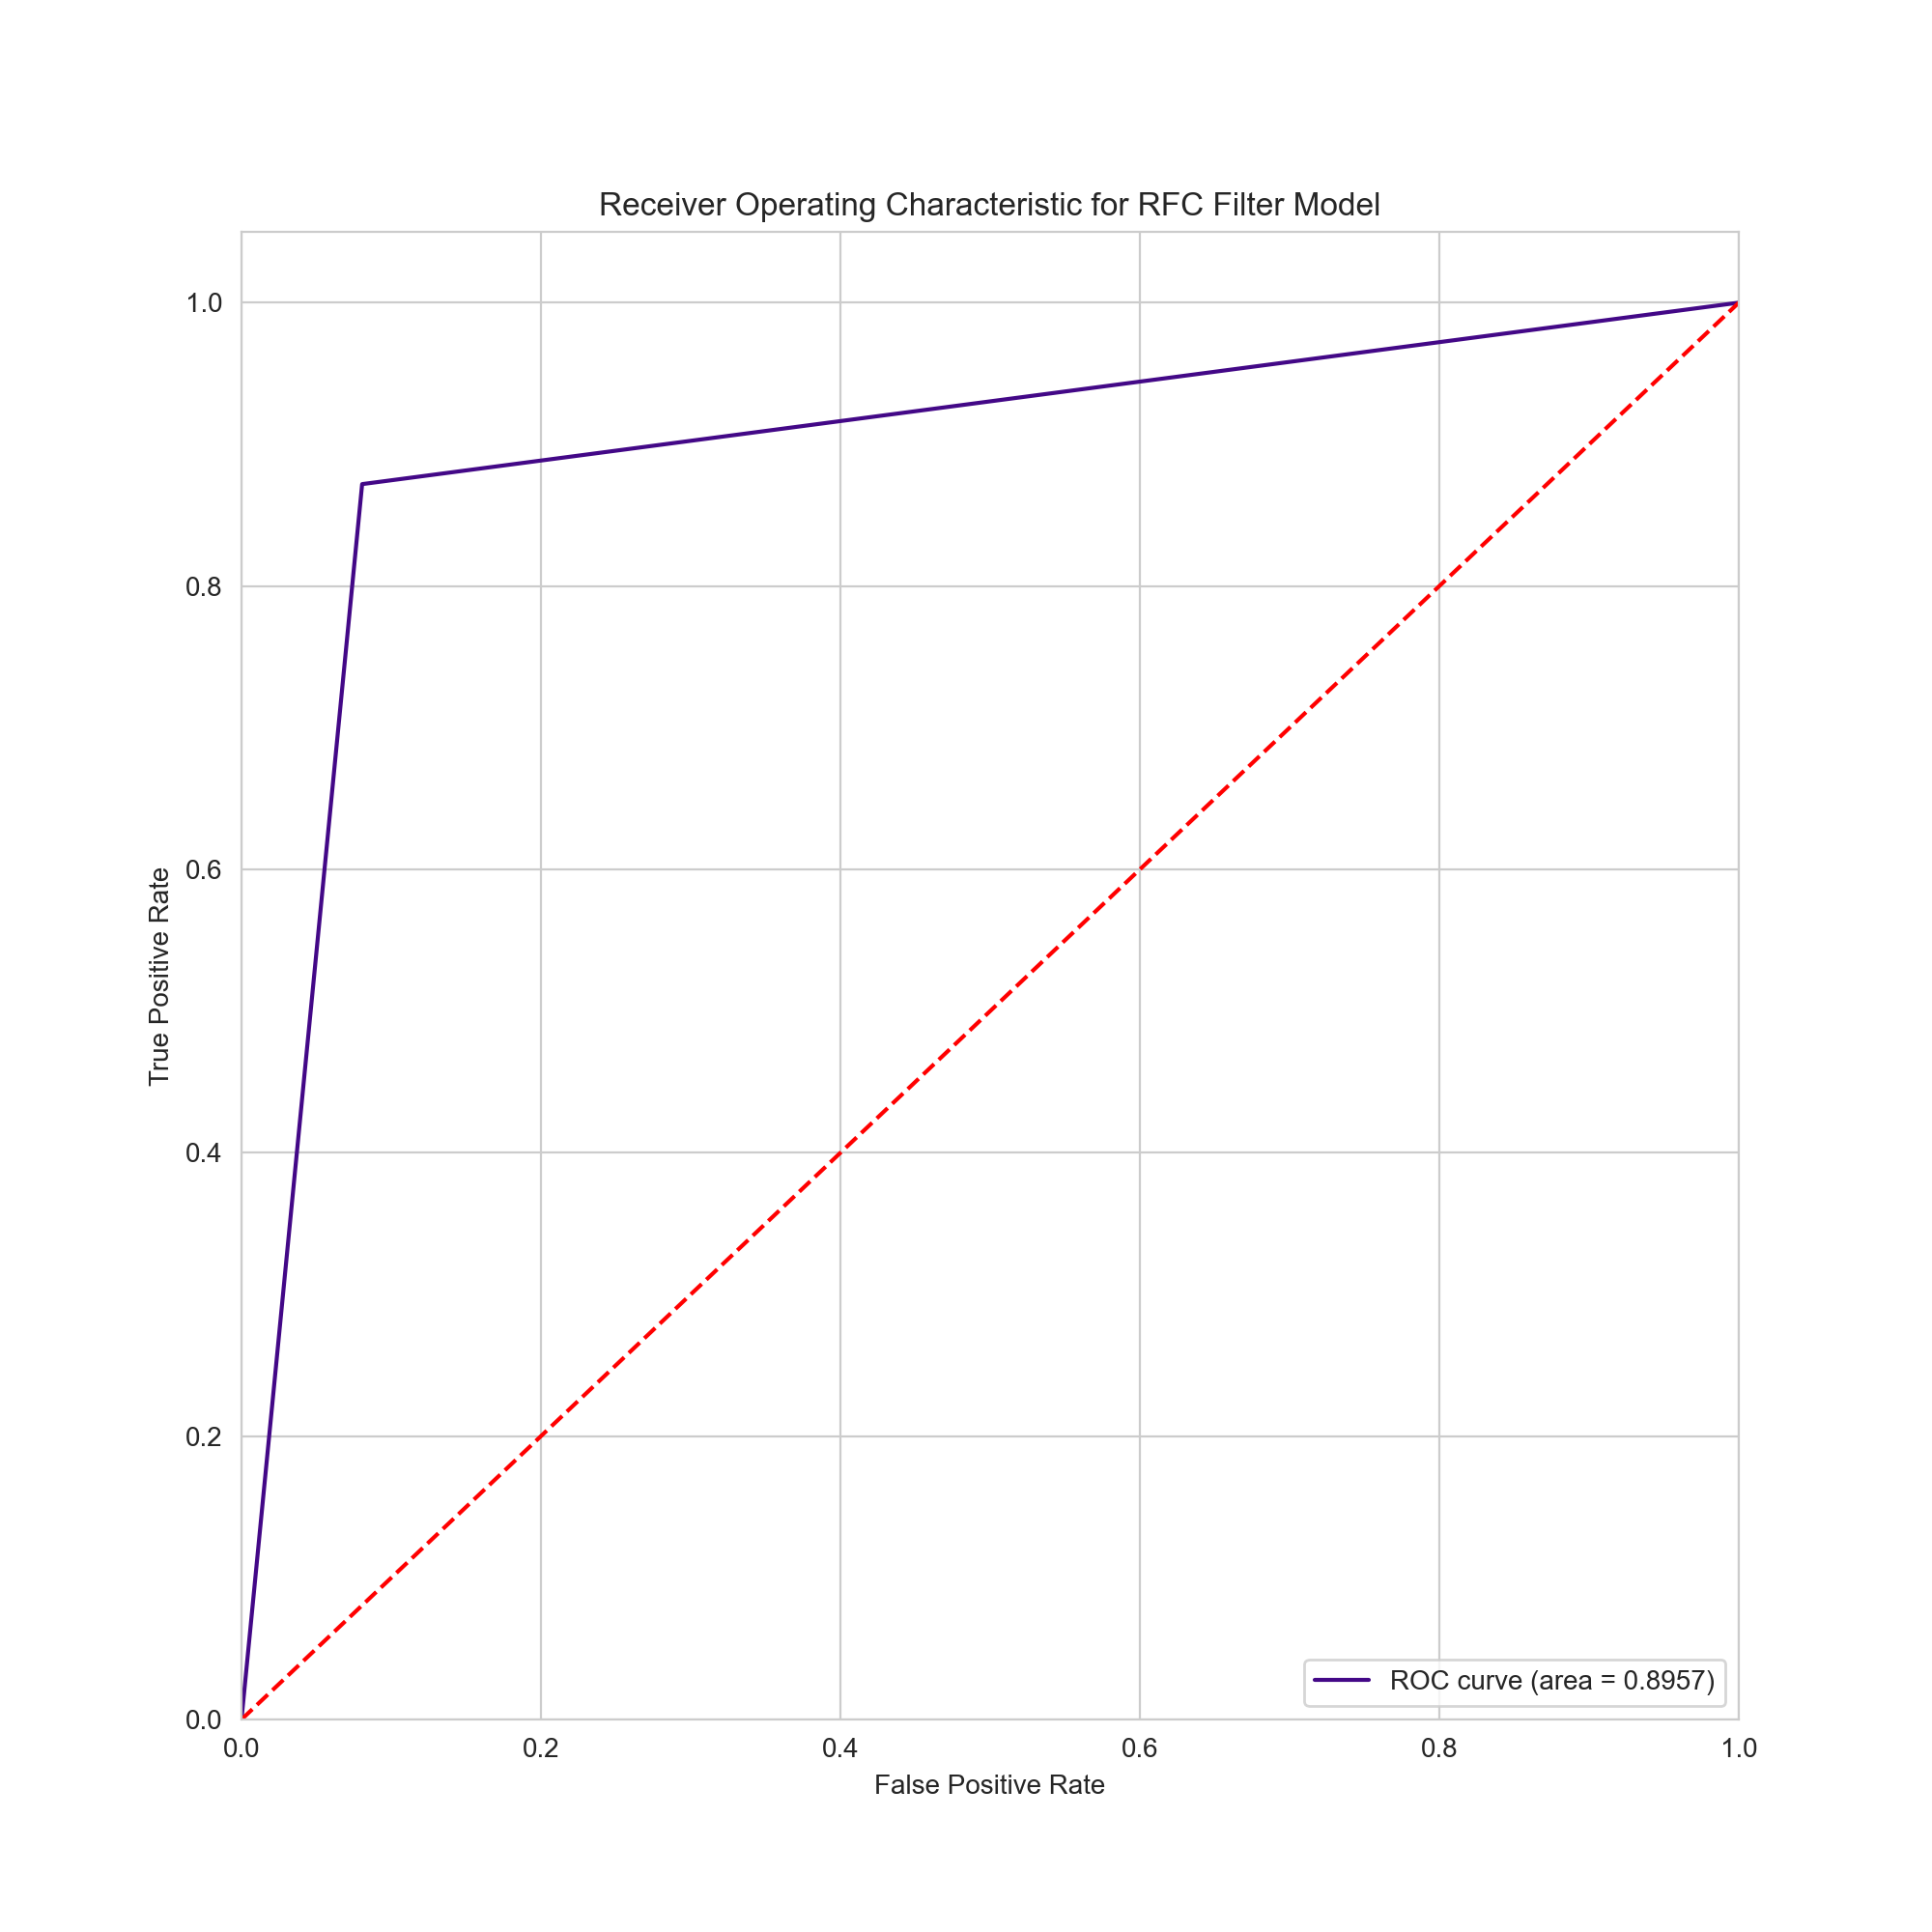 Receiver Operating Characteristic for RFC Filter Model
1.0
0.8
0.6
0.4
0.2
0.0
True Positive Rate
ROC curve (area = 0.8957)
0.0 0.2 0.4 0.6 0.8 1.0
False Positive Rate